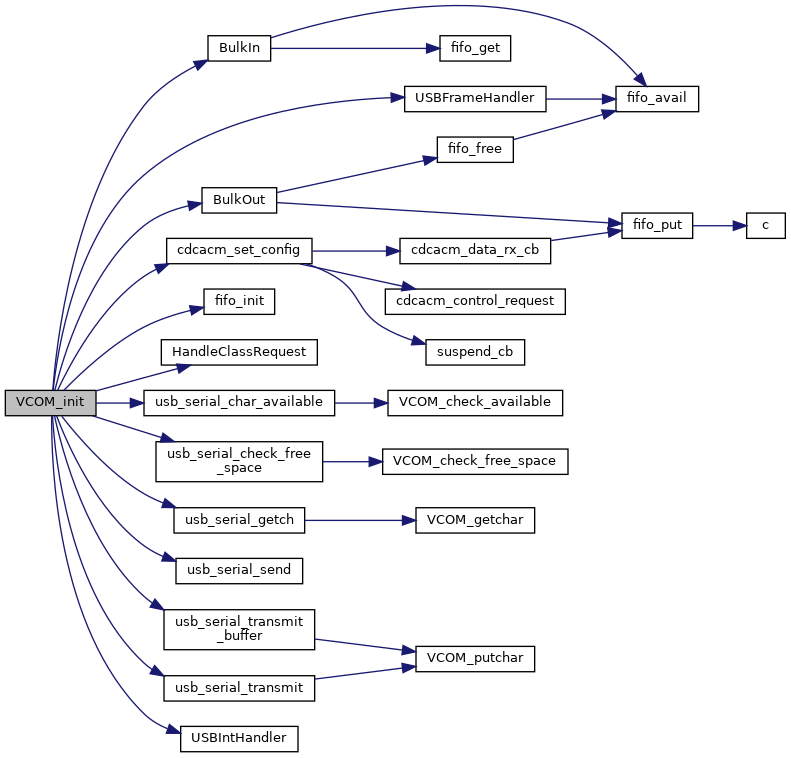 BulkIn
fifo_get
USBFrameHandler
fifo_avail
fifo_free
BulkOut
fifo_put
c
cdcacm_set_config
cdcacm_data_rx_cb
fifo_init
cdcacm_control_request
HandleClassRequest
suspend_cb
VCOM_init
usb_serial_char_available
VCOM_check_available
usb_serial_check_free
_space
VCOM_check_free_space
usb_serial_getch
VCOM_getchar
usb_serial_send
usb_serial_transmit
_buffer
VCOM_putchar
usb_serial_transmit
USBIntHandler